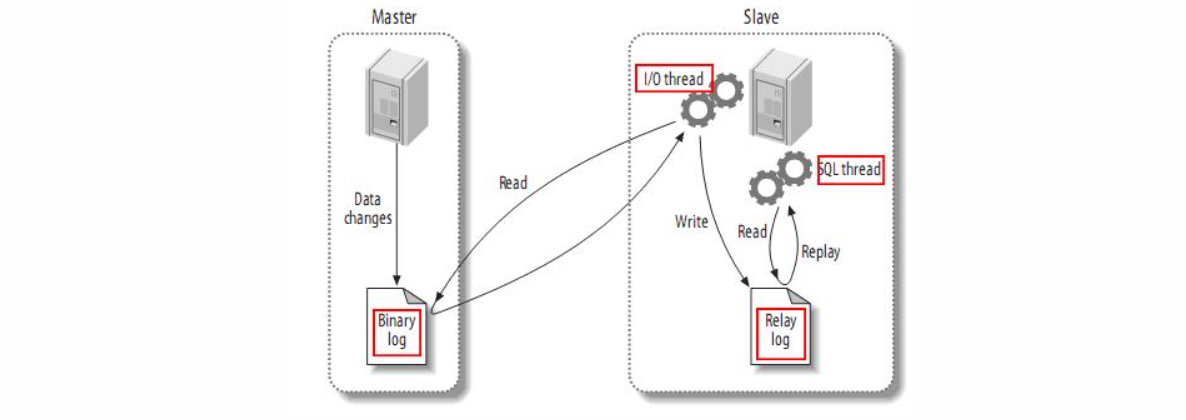 Master
Slave
I/O thread
SQL thread
Read
Data
changes
Write
Read
Replay
Binary
log
Relay
log